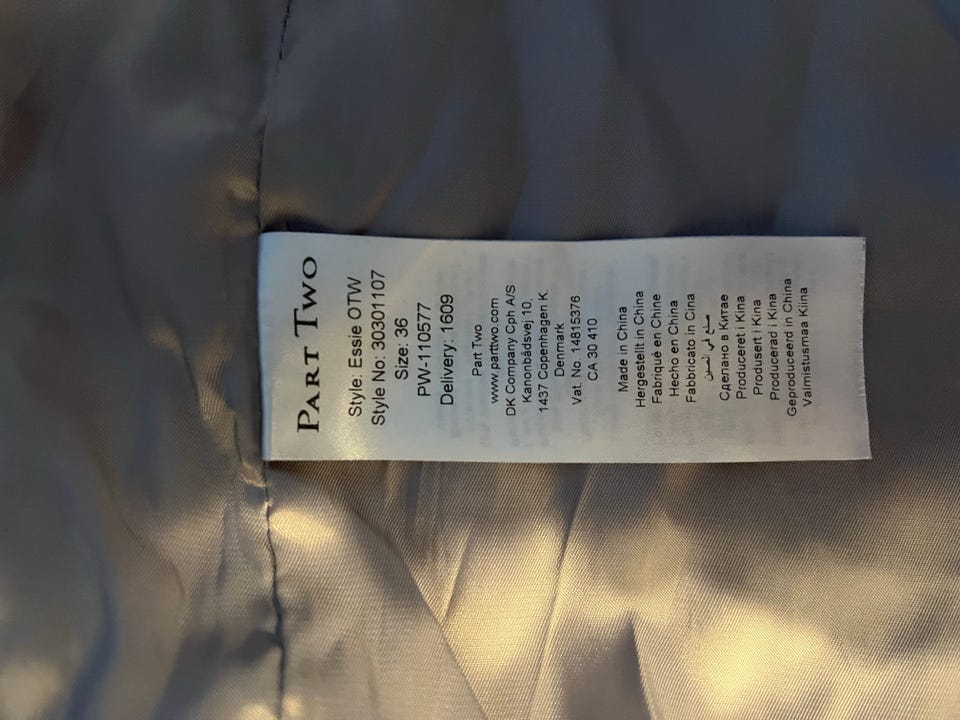 PART TWO
Style: Essie OTW
Style No: 30301107
Size: 36
PW-110577
Delivery: 1609
Part Two
www.parttwo.com
DK Company Cph A/S
Kanonbådsvej 10,
1437 Copenhagen K.
Denmark
Vat. No. 14815376
CA 30 410
Made in China
Hergestellt in China
Fabriqué en Chine
Hecho en China
Fabbricato in Cina
صنع في الصين
Сделано в Китае
Produceret i Kina
Produsert i Kina
Producerad i Kina
Geproduceerd in China
Valmistusmaa Kiina